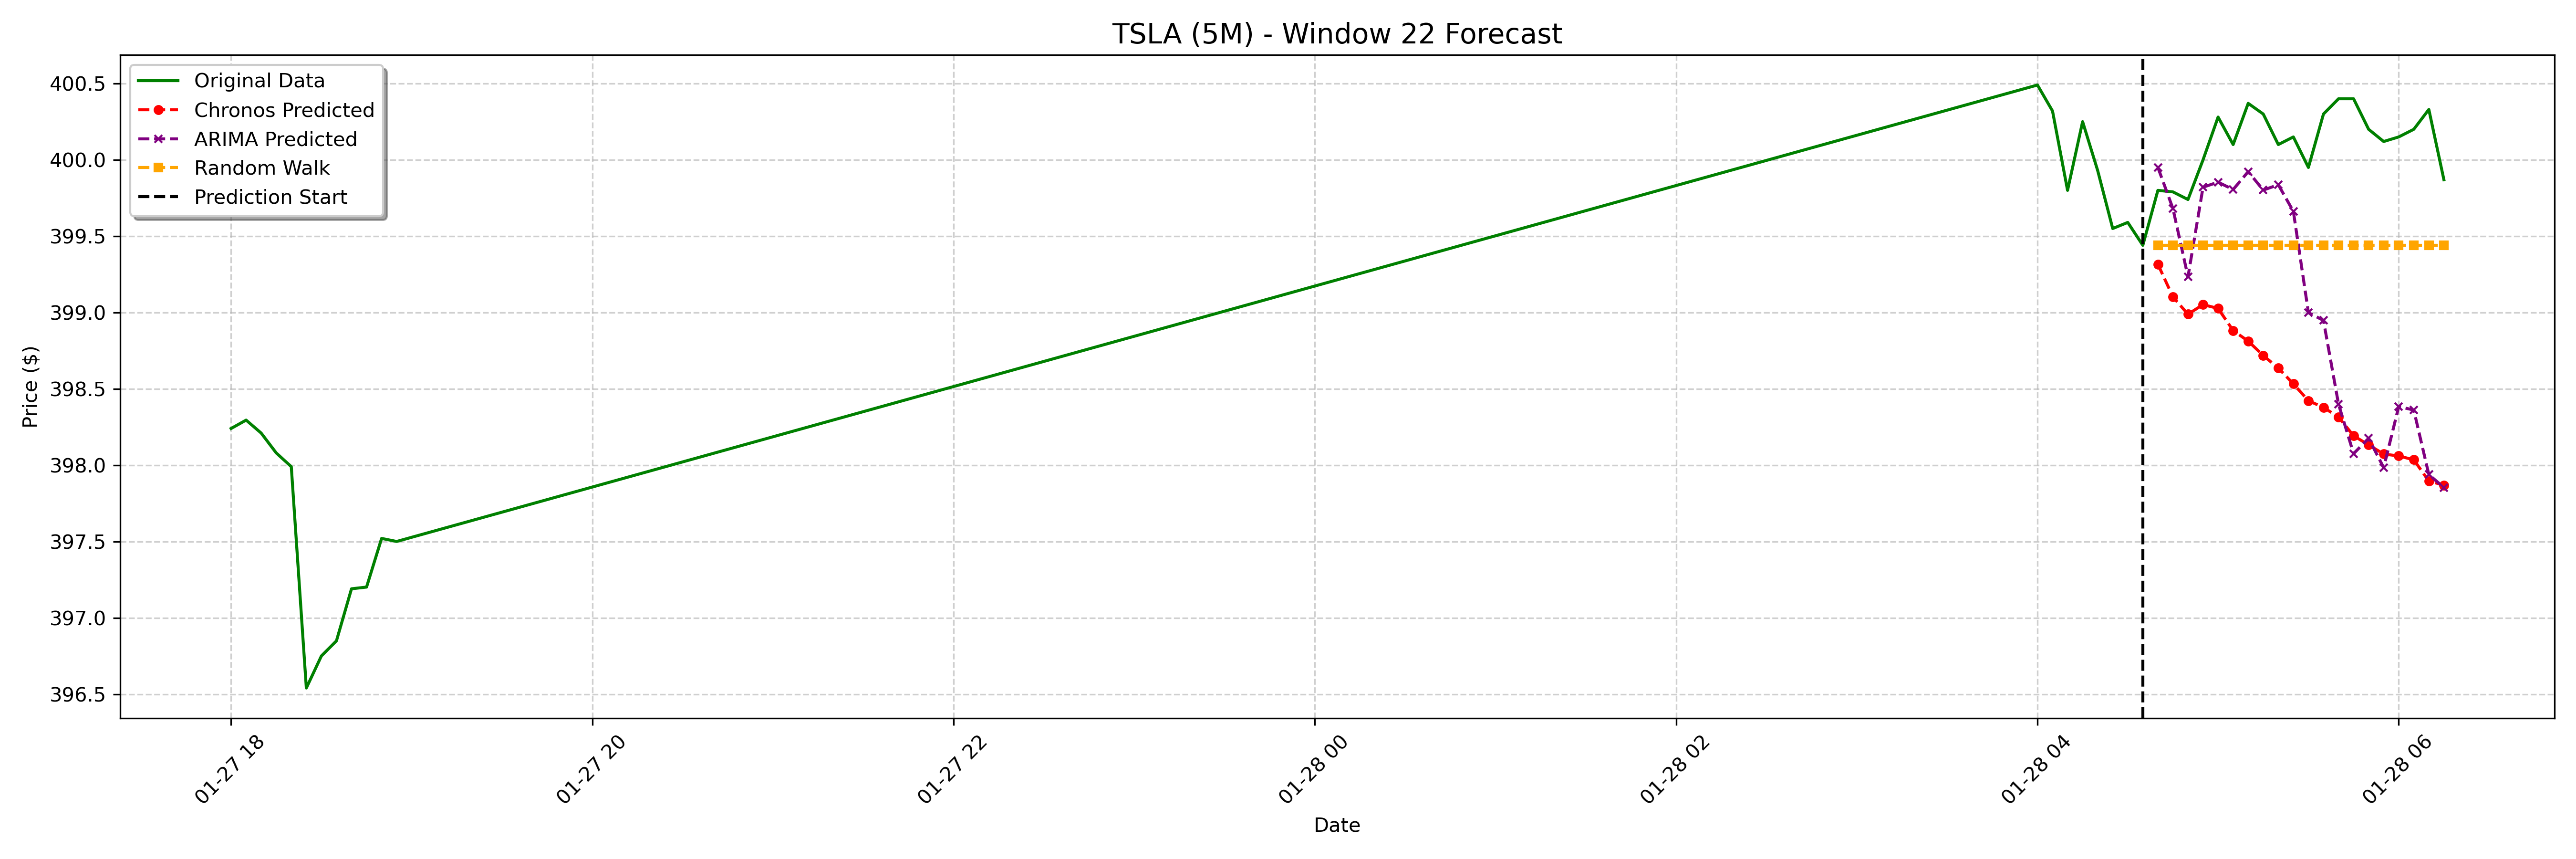 TSLA (5M) - Window 22 Forecast
Original Data
Chronos Predicted
ARIMA Predicted
Random Walk
Prediction Start
400.5
400.0
399.5
399.0
398.5
398.0
397.5
397.0
396.5
Price ($)
01-27 18
01-27 20
01-27 22
01-28 00
01-28 02
01-28 04
01-28 06
Date